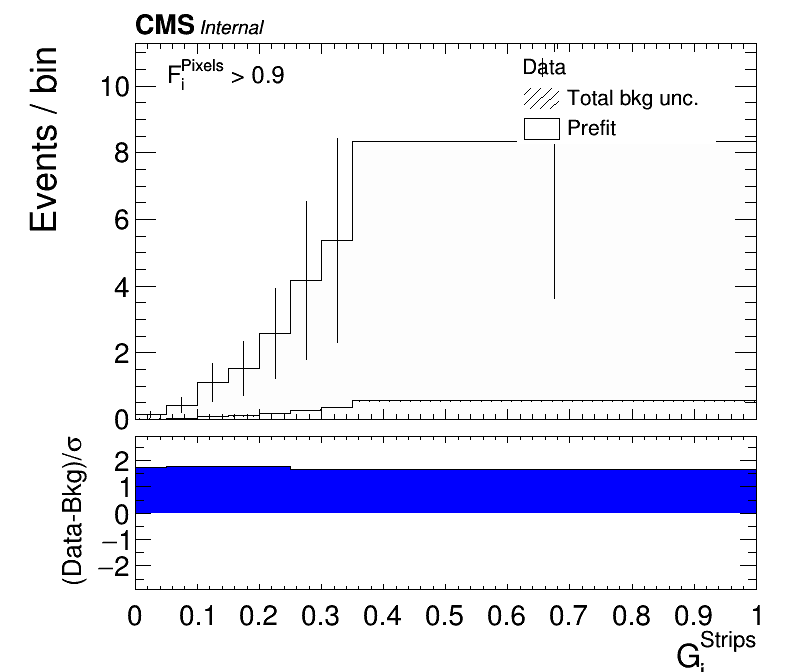 CMS Internal
F_i^Pixels > 0.9
Data
Total bkg unc.
Prefit
Events / bin
10
8
6
4
2
0
(Data-Bkg)/σ
2
1
0
−1
−2
0 0.1 0.2 0.3 0.4 0.5 0.6 0.7 0.8 0.9 1
G_i^Strips